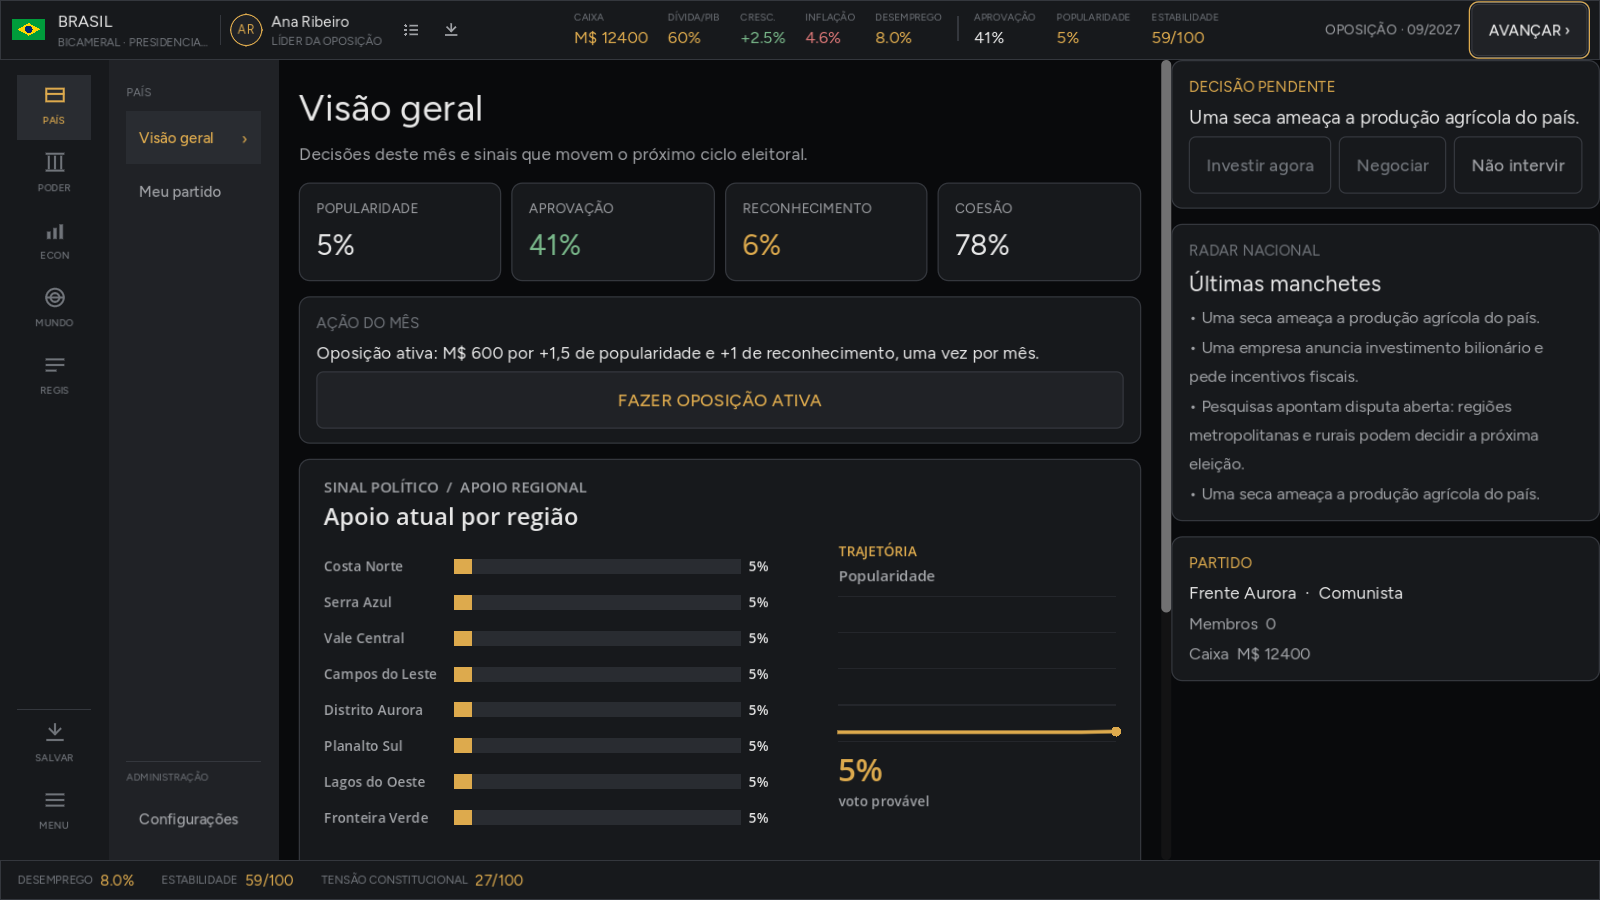 BRASIL
BICAMERAL · PRESIDENCIA...
AR
Ana Ribeiro
LÍDER DA OPOSIÇÃO
CAIXA
M$ 12400
DÍVIDA/PIB
60%
CRESC.
+2.5%
INFLAÇÃO
4.6%
DESEMPREGO
8.0%
APROVAÇÃO
41%
POPULARIDADE
5%
ESTABILIDADE
59/100
OPOSIÇÃO · 09/2027
AVANÇAR ›
PAÍS
PODER
ECON
MUNDO
REGIS
SALVAR
MENU
PAÍS
Visão geral ›
Meu partido
ADMINISTRAÇÃO
Configurações
Visão geral
Decisões deste mês e sinais que movem o próximo ciclo eleitoral.
POPULARIDADE
5%
APROVAÇÃO
41%
RECONHECIMENTO
6%
COESÃO
78%
AÇÃO DO MÊS
Oposição ativa: M$ 600 por +1,5 de popularidade e +1 de reconhecimento, uma vez por mês.
FAZER OPOSIÇÃO ATIVA
SINAL POLÍTICO / APOIO REGIONAL
Apoio atual por região
Costa Norte 5%
Serra Azul 5%
Vale Central 5%
Campos do Leste 5%
Distrito Aurora 5%
Planalto Sul 5%
Lagos do Oeste 5%
Fronteira Verde 5%
TRAJETÓRIA
Popularidade
5%
voto provável
DECISÃO PENDENTE
Uma seca ameaça a produção agrícola do país.
Investir agora
Negociar
Não intervir
RADAR NACIONAL
Últimas manchetes
• Uma seca ameaça a produção agrícola do país.
• Uma empresa anuncia investimento bilionário e
pede incentivos fiscais.
• Pesquisas apontam disputa aberta: regiões
metropolitanas e rurais podem decidir a próxima
eleição.
• Uma seca ameaça a produção agrícola do país.
PARTIDO
Frente Aurora · Comunista
Membros 0
Caixa M$ 12400
DESEMPREGO 8.0%
ESTABILIDADE 59/100
TENSÃO CONSTITUCIONAL 27/100